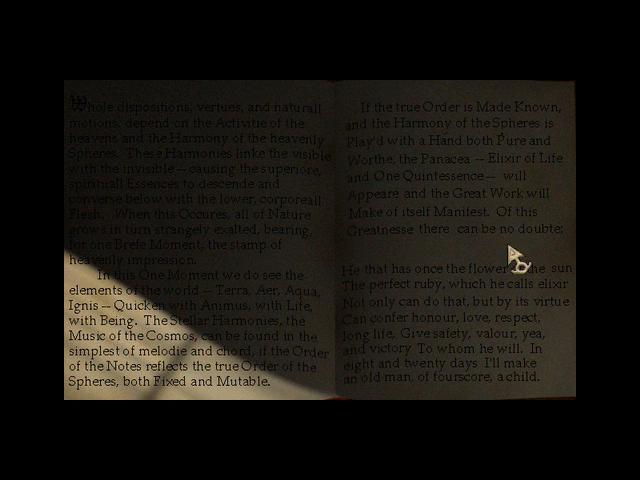 Whole dispositions, vertues, and naturall
motions, depend on the Activitie of the
heavens and the Harmony of the heavenly
Spheres. These Harmonies linke the visible
with the invisible -- causing the superiore,
spirituall Essences to descende and
converse below with the lower, corporeall
Flesh. When this Occures, all of Nature
grows in turn strangely exalted, bearing,
for one Brefe Moment, the stamp of
heavenly impression.
In this One Moment we do see the
elements of the world -- Terra, Aer, Aqua,
Ignis -- Quicken with Animus, with Life,
with Being. The Stellar Harmonies, the
Music of the Cosmos, can be found in the
simplest of melodie and chord, if the Order
of the Notes reflects the true Order of the
Spheres, both Fixed and Mutable.
If the true Order is Made Known,
and the Harmony of the Spheres is
Play'd with a Hand both Pure and
Worthe, the Panacea -- Elixir of Life
and One Quintessence -- will
Appeare and the Great Work will
Make of itself Manifest. Of this
Greatnesse there can be no doubte:
He that has once the flower the sun
The perfect ruby, which he calls elixir
Not only can do that, but by its virtue
Can confer honour, love, respect,
long life, Give safety, valour, yea,
and victory To whom he will. In
eight and twenty days I'll make
an old man, of fourscore, a child.